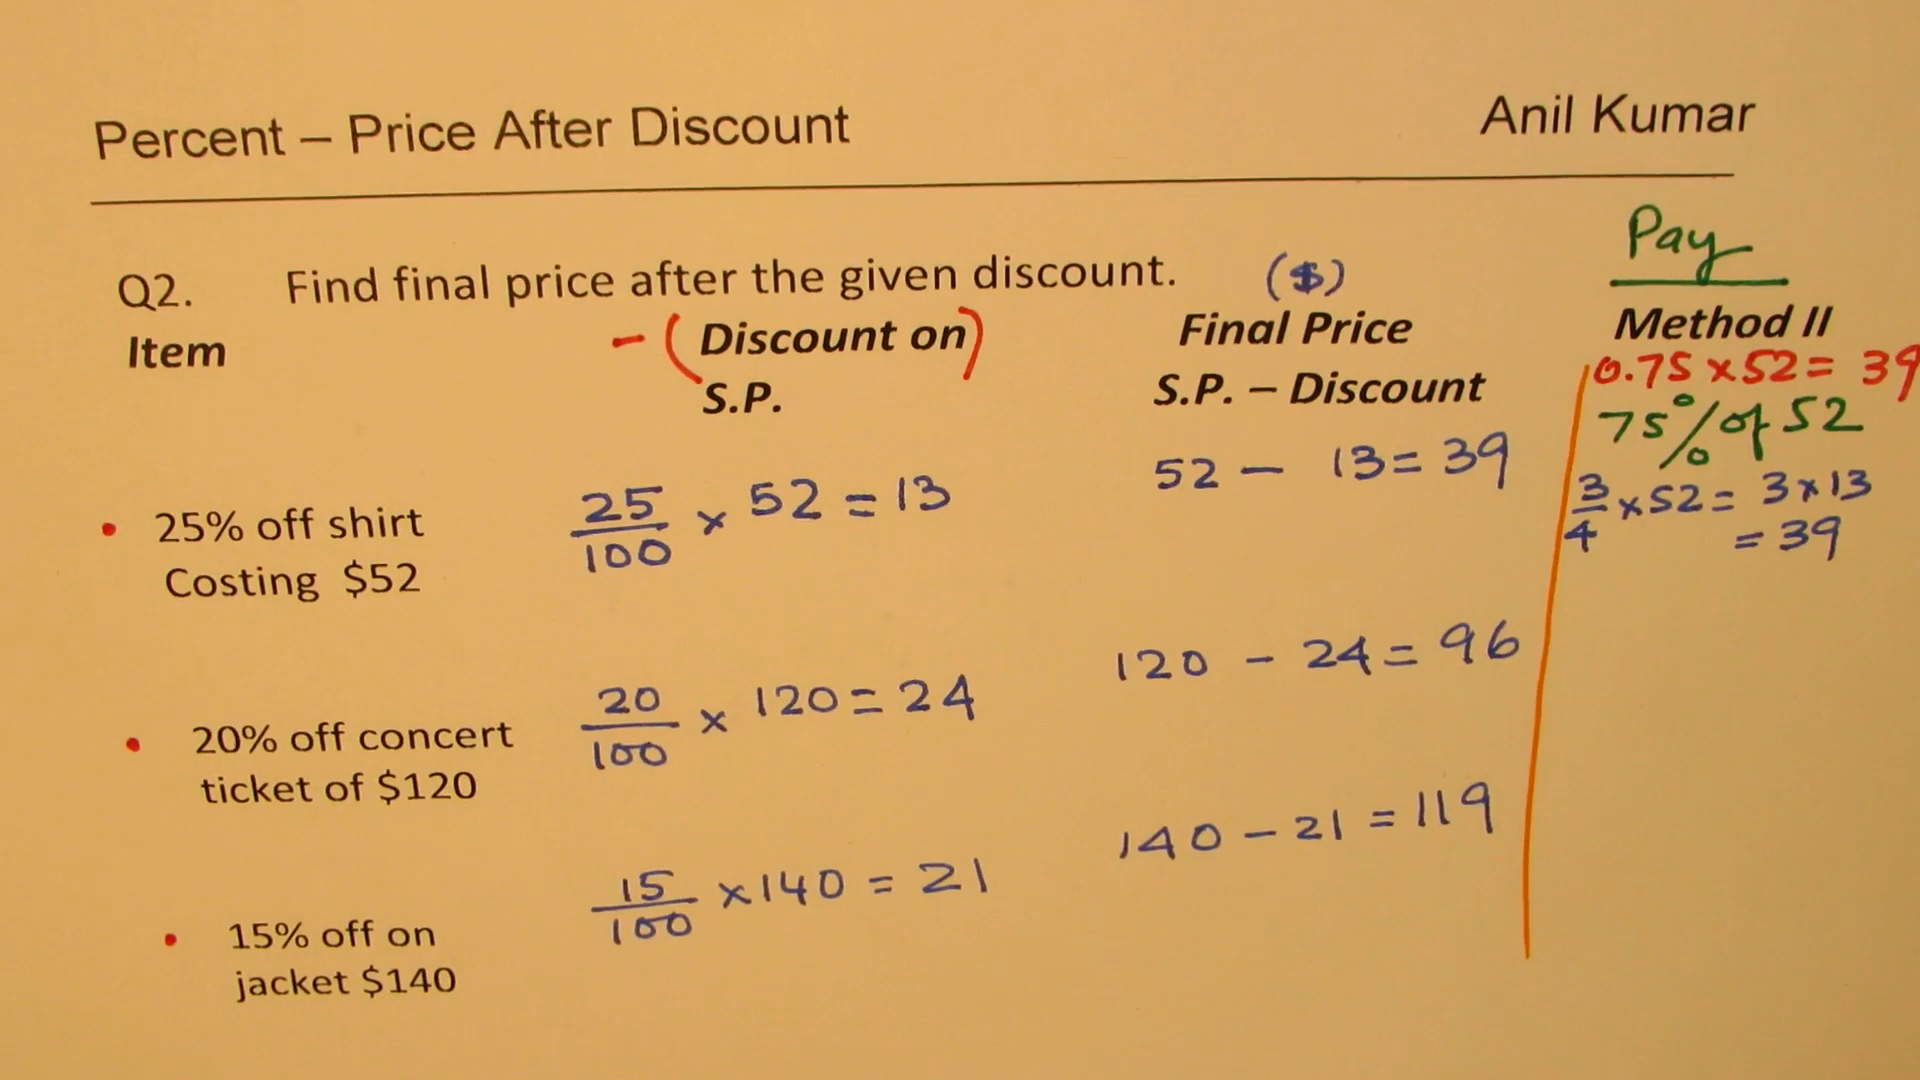 Percent – Price After Discount
Anil Kumar
Pay
Q2. Find final price after the given discount. ($)
Item
– (Discount on)
S.P.
Final Price
S.P. – Discount
Method II
0.75 × 52 = 39
75% of 52
3/4 × 52 = 3 × 13
= 39
• 25% off shirt
Costing $52
25/100 × 52 = 13
52 – 13 = 39
• 20% off concert
ticket of $120
20/100 × 120 = 24
120 – 24 = 96
• 15% off on
jacket $140
15/100 × 140 = 21
140 – 21 = 119